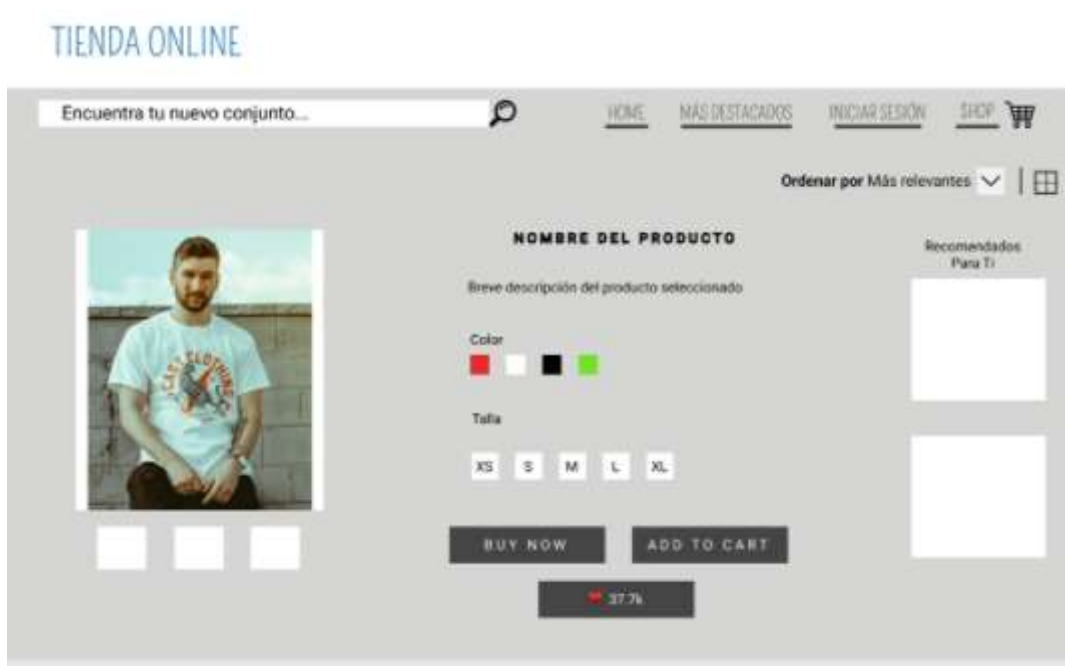 TIENDA ONLINE
Encuentra tu nuevo conjunto...
HOME
MÁS DESTACADOS
INICIAR SESIÓN
SHOP
Ordenar por Más relevantes
NOMBRE DEL PRODUCTO
Recomendados
Para Ti
Breve descripción del producto seleccionado
Color
CAST CLOTHING
Talla
XS S M L XL
BUY NOW
ADD TO CART
37.7k